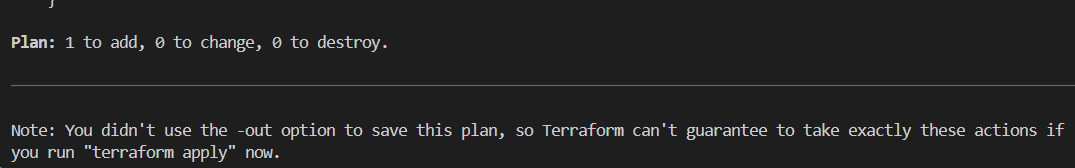 }
Plan: 1 to add, 0 to change, 0 to destroy.
Note: You didn't use the -out option to save this plan, so Terraform can't guarantee to take exactly these actions if
you run "terraform apply" now.